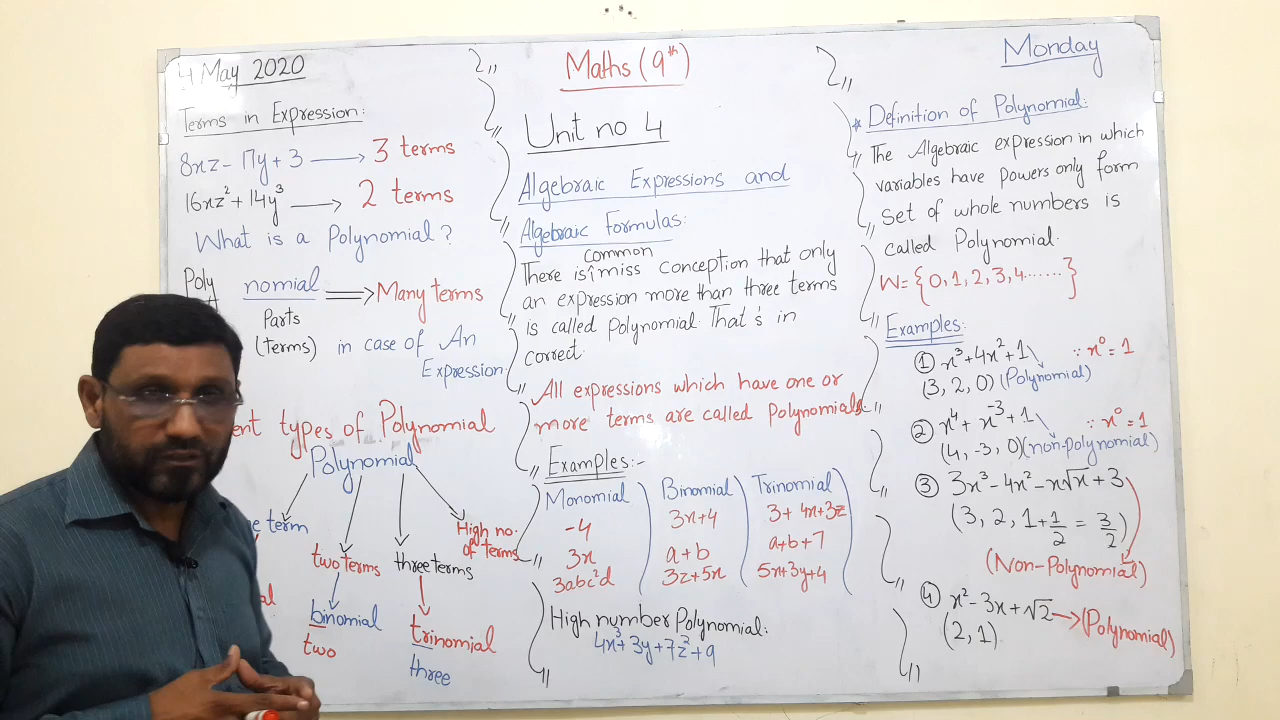 4 May 2020
Terms in Expression:
8xz - 17y + 3 → 3 terms
16xz² + 14y³ → 2 terms
What is a Polynomial?
Poly nomial ⇒ Many terms
Parts
(Terms) in case of An
Expression.
ent types of Polynomial
Polynomial
term
two terms
three terms
High no.
of terms
binomial
two
trinomial
three
Maths (9th)
Unit no 4
Algebraic Expressions and
Algebraic Formulas:
common
There is miss conception that only
an expression more than three terms
is called polynomial That's in
correct.
All expressions which have one or
more terms are called Polynomials.
Examples:-
Monomial Binomial Trinomial
-4 3x+4 3+4x+3z
3x a+b a+b+7
3abc²d 3z+5x 5x+3y+4
High number Polynomial:
4x³+3y+7z²+9
Monday
* Definition of Polynomial:
The Algebraic expression in which
variables have powers only form
set of whole numbers is
called Polynomial.
W = {0,1,2,3,4.......}
Examples:
① x³+4x²+1 ∵ x⁰=1
(3, 2, 0) (Polynomial)
② x⁴+x⁻³+1 ∵ x⁰=1
(4, -3, 0) (non-polynomial)
③ 3x³-4x²-x√x+3
(3, 2, 1+1/2 = 3/2)
(Non-Polynomial)
④ x²-3x+√2 → (Polynomial)
(2, 1)